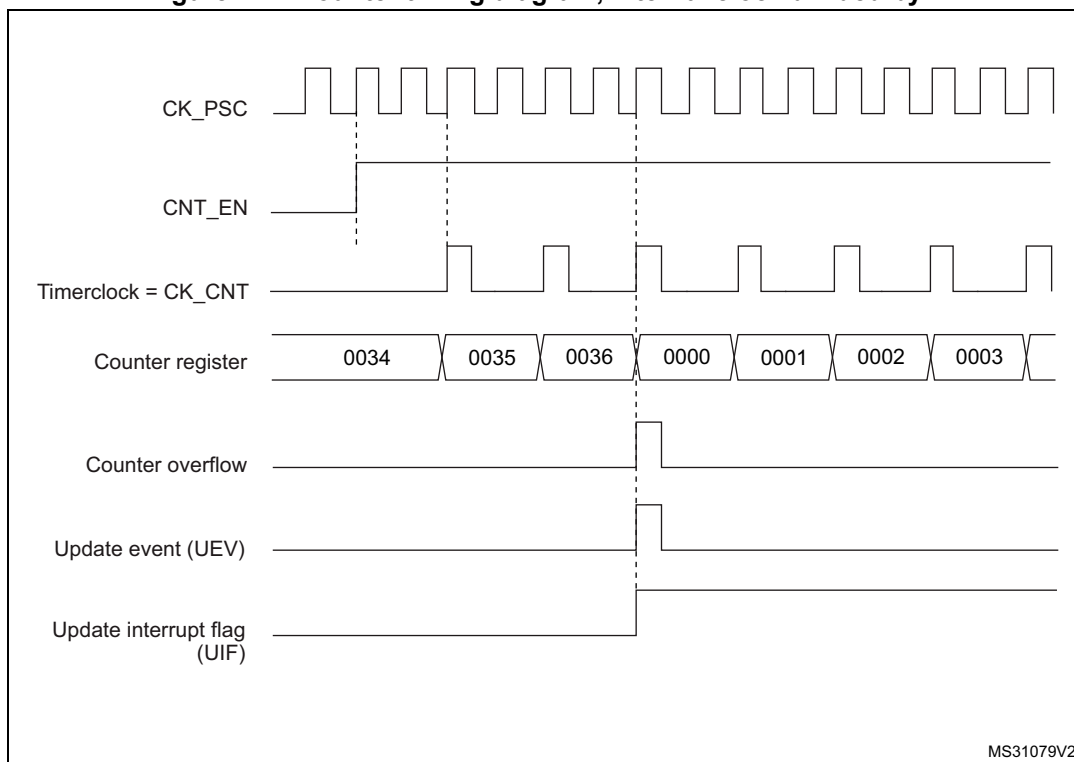 CK_PSC
CNT_EN
Timerclock = CK_CNT
Counter register
0034 0035 0036 0000 0001 0002 0003
Counter overflow
Update event (UEV)
Update interrupt flag
(UIF)
MS31079V2